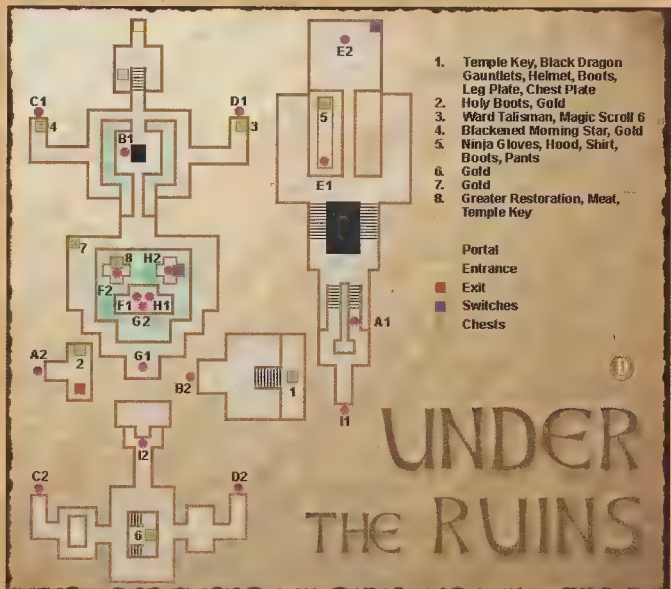 E2
C1
D1
4
3
B1
5
E1
7
8
H2
F2
F1
H1
G2
A1
G1
A2
2
B2
1
I1
I2
C2
D2
6
1. Temple Key, Black Dragon
Gauntlets, Helmet, Boots,
Leg Plate, Chest Plate
2. Holy Boots, Gold
3. Ward Talisman, Magic Scroll 6
4. Blackened Morning Star, Gold
5. Ninja Gloves, Hood, Shirt,
Boots, Pants
6. Gold
7. Gold
8. Greater Restoration, Meat,
Temple Key
Portal
Entrance
Exit
Switches
Chests
UNDER
THE RUINS